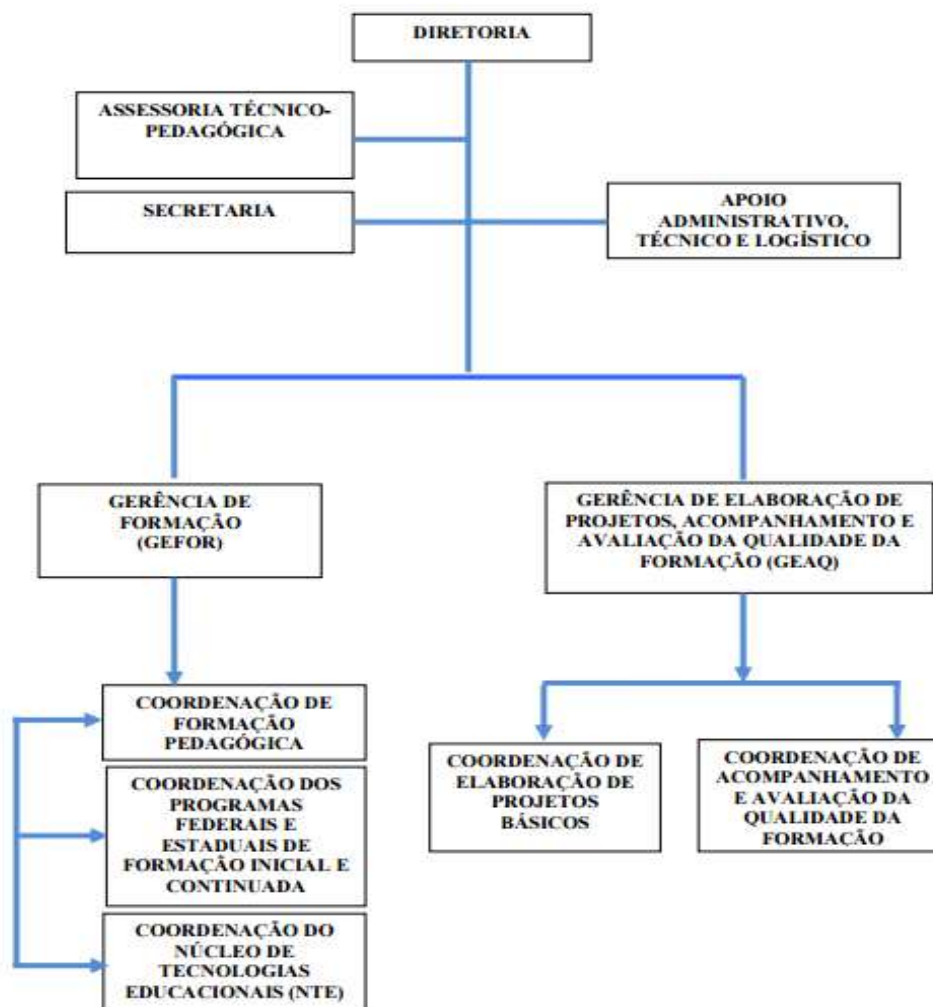 DIRETORIA
ASSESSORIA TÉCNICO-
PEDAGÓGICA
SECRETARIA
APOIO
ADMINISTRATIVO,
TÉCNICO E LOGÍSTICO
GERÊNCIA DE
FORMAÇÃO
(GEFOR)
GERÊNCIA DE ELABORAÇÃO DE
PROJETOS, ACOMPANHAMENTO E
AVALIAÇÃO DA QUALIDADE DA
FORMAÇÃO (GEAQ)
COORDENAÇÃO DE
FORMAÇÃO
PEDAGÓGICA
COORDENAÇÃO DOS
PROGRAMAS
FEDERAIS E
ESTADUAIS DE
FORMAÇÃO INICIAL E
CONTINUADA
COORDENAÇÃO DO
NÚCLEO DE
TECNOLOGIAS
EDUCACIONAIS (NTE)
COORDENAÇÃO DE
ELABORAÇÃO DE
PROJETOS
BÁSICOS
COORDENAÇÃO DE
ACOMPANHAMENTO
E AVALIAÇÃO DA
QUALIDADE DA
FORMAÇÃO